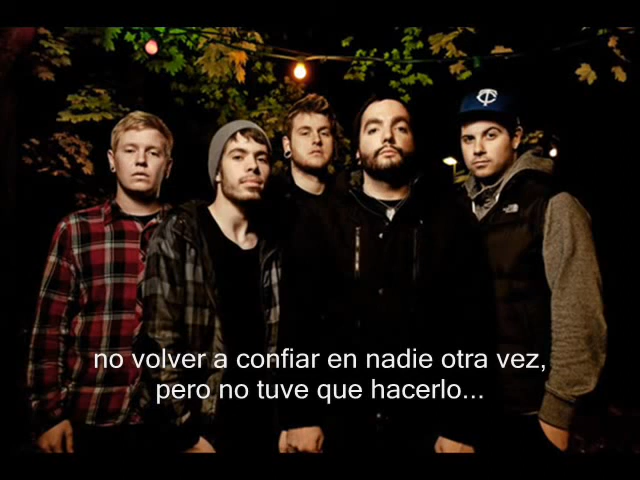 no volver a confiar en nadie otra vez,
pero no tuve que hacerlo...